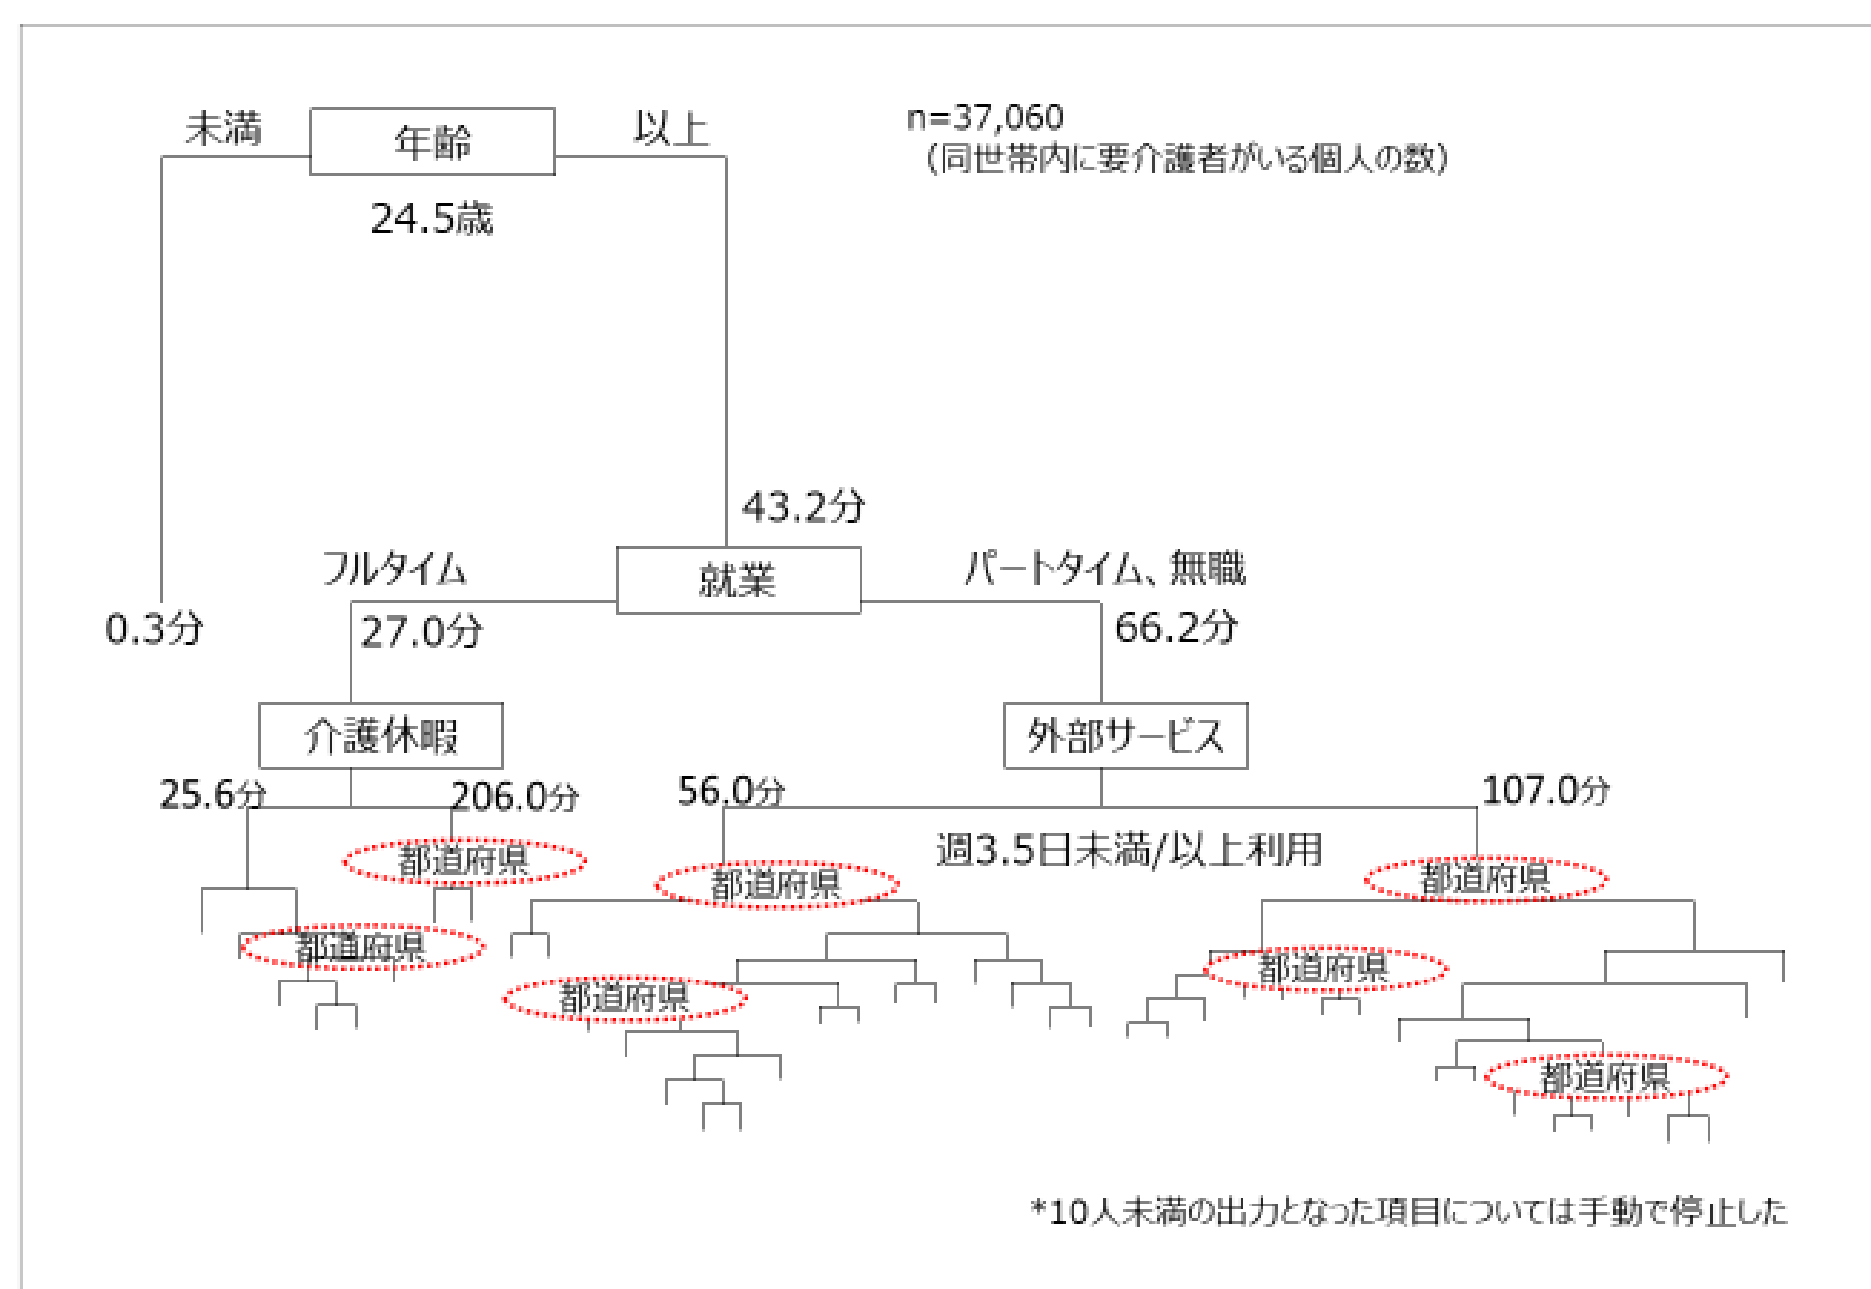 未満
年齢
以上
n=37,060
(同世帯内に要介護者がいる個人の数)
24.5歳
43.2分
フルタイム
就業
パートタイム、無職
0.3分
27.0分
66.2分
介護休暇
外部サービス
25.6分
206.0分
56.0分
107.0分
週3.5日未満/以上利用
都道府県
都道府県
都道府県
都道府県
都道府県
都道府県
都道府県
*10人未満の出力となった項目については手動で停止した